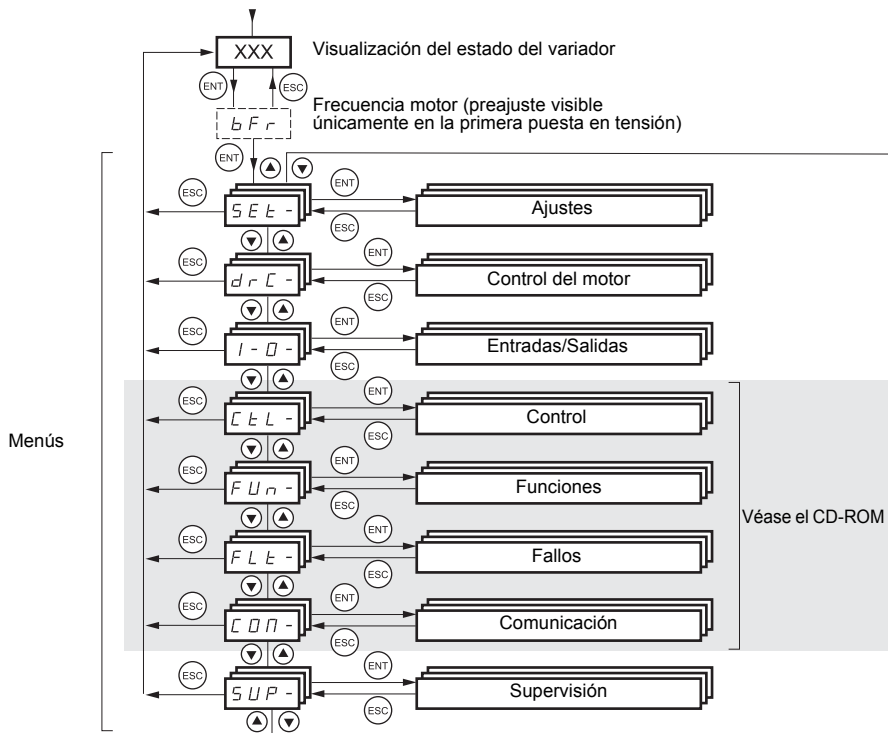 XXX
Visualización del estado del variador
ENT
ESC
Frecuencia motor (preajuste visible
únicamente en la primera puesta en tensión)
bFr
ENT
ESC
SEt-
ENT
ESC
Ajustes
ESC
drC-
ENT
ESC
Control del motor
ESC
I-O-
ENT
ESC
Entradas/Salidas
ESC
CtL-
ENT
ESC
Control
Menús
ESC
FUn-
ENT
ESC
Funciones
Véase el CD-ROM
ESC
FLt-
ENT
ESC
Fallos
ESC
COM-
ENT
ESC
Comunicación
ESC
SUP-
ENT
ESC
Supervisión